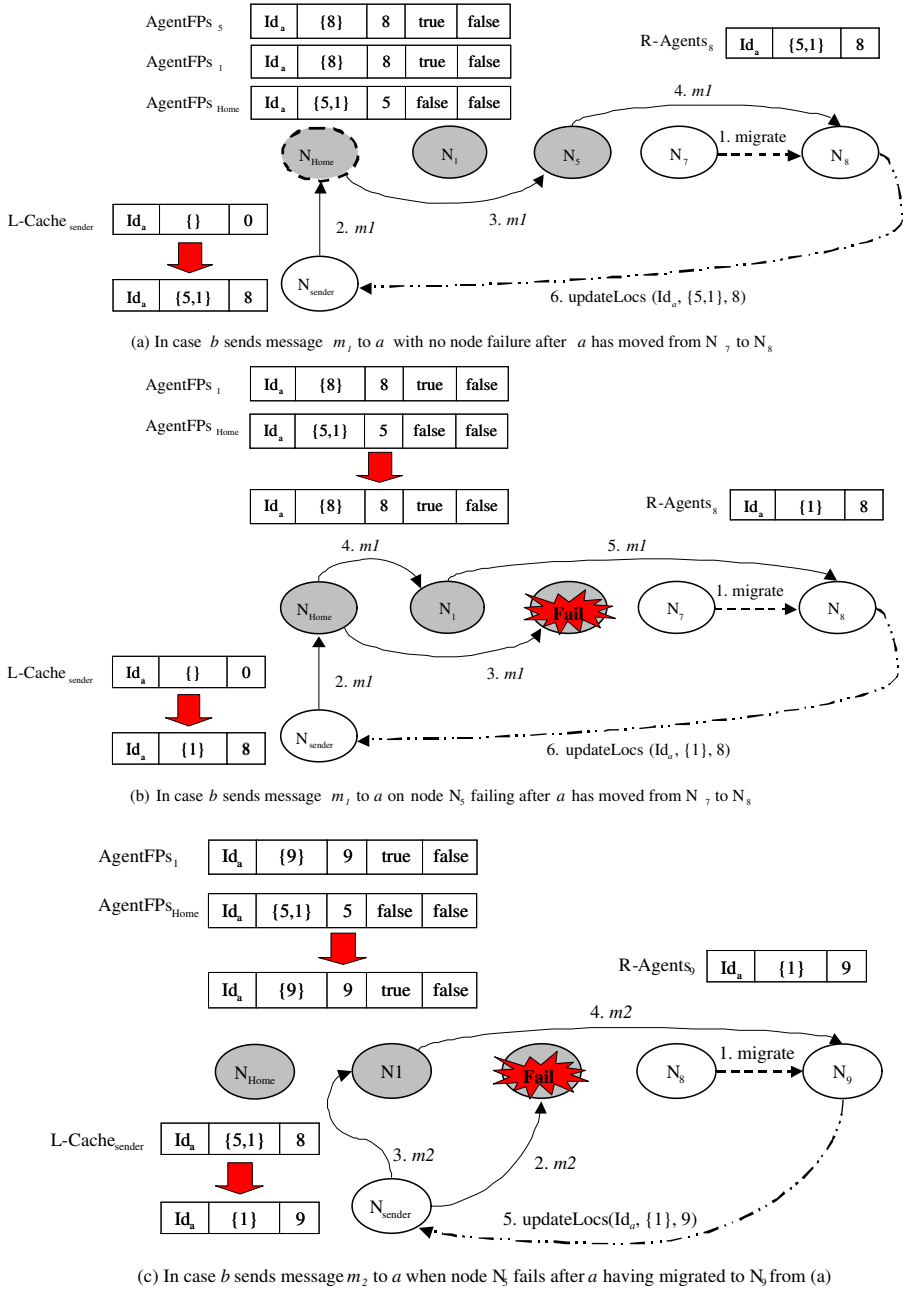 AgentFPs 5 Id a {8} 8 true false
AgentFPs 1 Id a {8} 8 true false
AgentFPs Home Id a {5,1} 5 false false
R-Agents 8 Id a {5,1} 8
4. m1
1. migrate
N Home N 1 N 5 N 7 N 8
2. m1
3. m1
L-Cache sender Id a {} 0
Id a {5,1} 8
N sender
6. updateLocs (Id a, {5,1}, 8)
(a) In case b sends message m 1 to a with no node failure after a has moved from N 7 to N 8
AgentFPs 1 Id a {8} 8 true false
AgentFPs Home Id a {5,1} 5 false false
Id a {8} 8 true false
R-Agents 8 Id a {1} 8
4. m1
5. m1
1. migrate
N Home N 1 Fail N 7 N 8
2. m1
3. m1
L-Cache sender Id a {} 0
Id a {1} 8
N sender
6. updateLocs (Id a, {1}, 8)
(b) In case b sends message m 1 to a on node N 5 failing after a has moved from N 7 to N 8
AgentFPs 1 Id a {9} 9 true false
AgentFPs Home Id a {5,1} 5 false false
Id a {9} 9 true false
R-Agents 9 Id a {1} 9
4. m2
1. migrate
N Home N1 Fail N 8 N 9
L-Cache sender Id a {5,1} 8
3. m2
2. m2
Id a {1} 9
N sender
5. updateLocs(Id a, {1}, 9)
(c) In case b sends message m 2 to a when node N 5 fails after a having migrated to N 9 from (a)